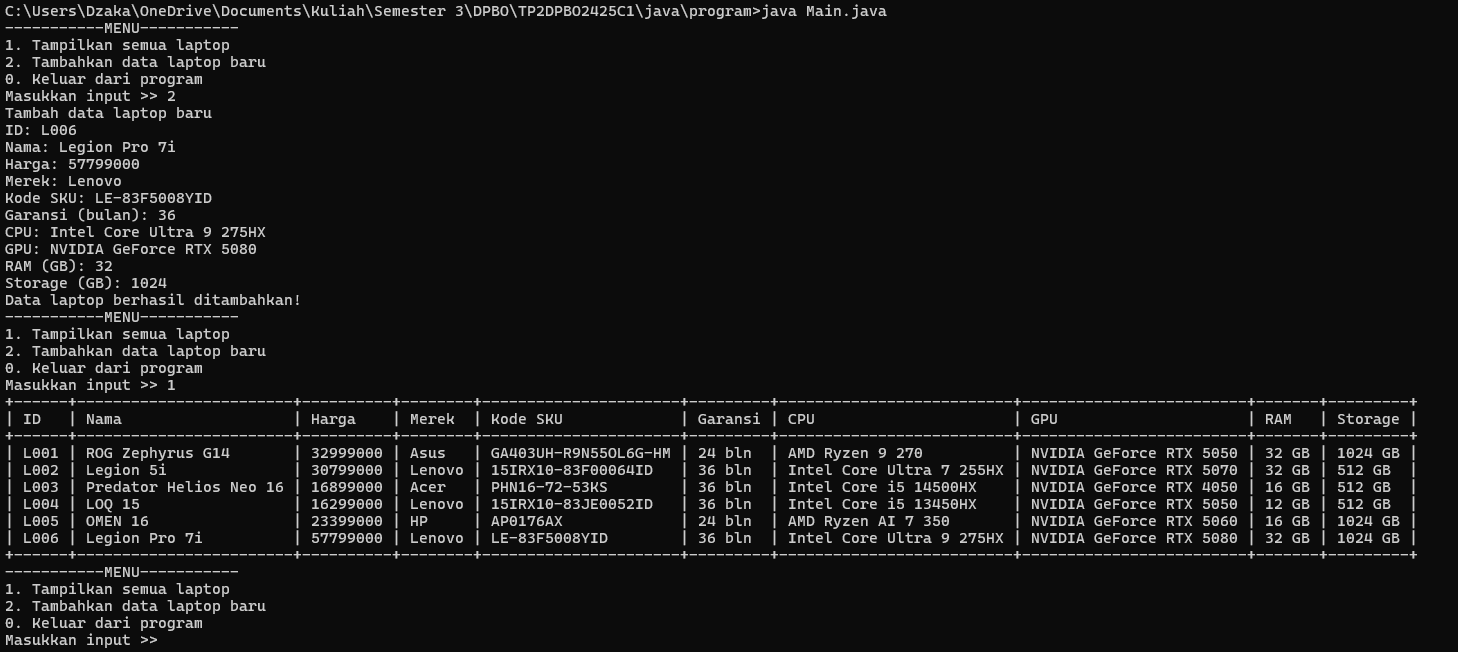 C:\Users\Dzaka\OneDrive\Documents\Kuliah\Semester 3\DPBO\TP2DPBO2425C1\java\program>java Main.java
-----------MENU-----------
1. Tampilkan semua laptop
2. Tambahkan data laptop baru
0. Keluar dari program
Masukkan input >> 2
Tambah data laptop baru
ID: L006
Nama: Legion Pro 7i
Harga: 57799000
Merek: Lenovo
Kode SKU: LE-83F5008YID
Garansi (bulan): 36
CPU: Intel Core Ultra 9 275HX
GPU: NVIDIA GeForce RTX 5080
RAM (GB): 32
Storage (GB): 1024
Data laptop berhasil ditambahkan!
-----------MENU-----------
1. Tampilkan semua laptop
2. Tambahkan data laptop baru
0. Keluar dari program
Masukkan input >> 1
+------+------------------------+----------+--------+----------------------+---------+--------------------------+-------------------------+-------+---------+
| ID   | Nama                   | Harga    | Merek  | Kode SKU             | Garansi | CPU                      | GPU                     | RAM   | Storage |
+------+------------------------+----------+--------+----------------------+---------+--------------------------+-------------------------+-------+---------+
| L001 | ROG Zephyrus G14       | 32999000 | Asus   | GA403UH-R9N55OL6G-HM | 24 bln  | AMD Ryzen 9 270          | NVIDIA GeForce RTX 5050 | 32 GB | 1024 GB |
| L002 | Legion 5i              | 30799000 | Lenovo | 15IRX10-83F00064ID   | 36 bln  | Intel Core Ultra 7 255HX | NVIDIA GeForce RTX 5070 | 32 GB | 512 GB  |
| L003 | Predator Helios Neo 16 | 16899000 | Acer   | PHN16-72-53KS        | 36 bln  | Intel Core i5 14500HX    | NVIDIA GeForce RTX 4050 | 16 GB | 512 GB  |
| L004 | LOQ 15                 | 16299000 | Lenovo | 15IRX10-83JE0052ID   | 36 bln  | Intel Core i5 13450HX    | NVIDIA GeForce RTX 5050 | 12 GB | 512 GB  |
| L005 | OMEN 16                | 23399000 | HP     | AP0176AX             | 24 bln  | AMD Ryzen AI 7 350       | NVIDIA GeForce RTX 5060 | 16 GB | 1024 GB |
| L006 | Legion Pro 7i          | 57799000 | Lenovo | LE-83F5008YID        | 36 bln  | Intel Core Ultra 9 275HX | NVIDIA GeForce RTX 5080 | 32 GB | 1024 GB |
+------+------------------------+----------+--------+----------------------+---------+--------------------------+-------------------------+-------+---------+
-----------MENU-----------
1. Tampilkan semua laptop
2. Tambahkan data laptop baru
0. Keluar dari program
Masukkan input >>